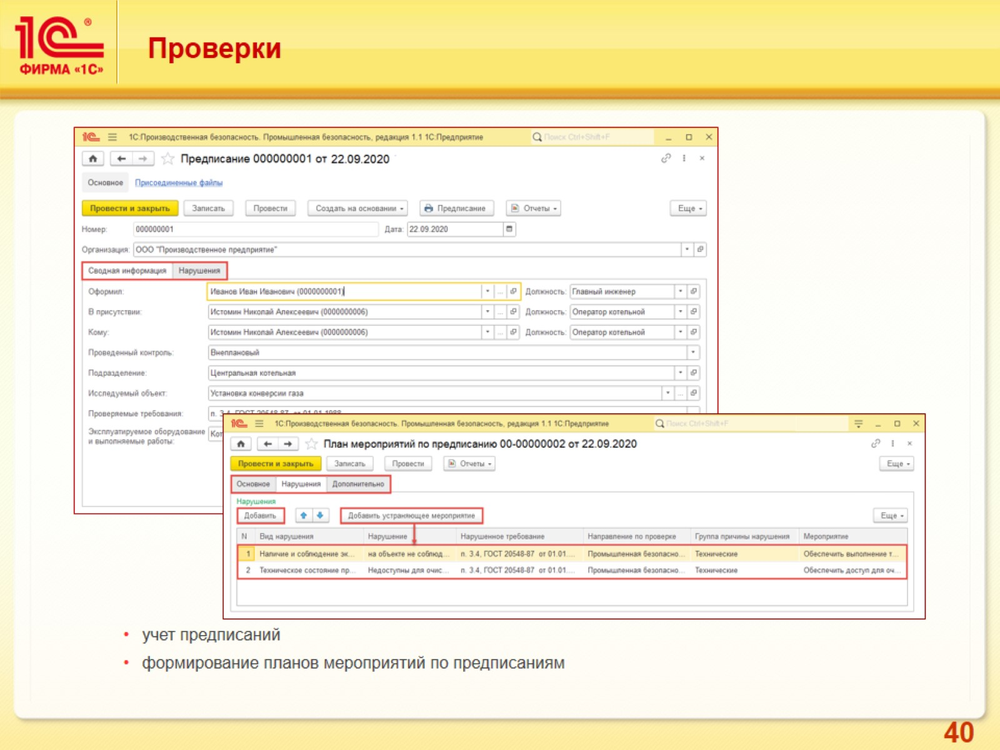 1С ®
ФИРМА «1С»
Проверки
1С:Производственная безопасность. Промышленная безопасность, редакция 1.1 1С:Предприятие
Поиск Ctrl+Shift+F
Предписание 000000001 от 22.09.2020
Основное Присоединенные файлы
Провести и закрыть Записать Провести Создать на основании Предписание Отчеты Еще
Номер: 000000001 Дата: 22.09.2020
Организация: ООО "Производственное предприятие"
Сводная информация Нарушения
Оформил: Иванов Иван Иванович (0000000001) Должность: Главный инженер
В присутствии: Истомин Николай Алексеевич (0000000006) Должность: Оператор котельной
Кому: Истомин Николай Алексеевич (0000000006) Должность: Оператор котельной
Проведенный контроль: Внеплановый
Подразделение: Центральная котельная
Исследуемый объект: Установка конверсии газа
Проверяемые требования: п. 3.4, ГОСТ 20548-87 от 01.01.1988
Эксплуатируемое оборудование Кот
и выполняемые работы:
1С:Производственная безопасность. Промышленная безопасность, редакция 1.1 1С:Предприятие
Поиск Ctrl+Shift+F
План мероприятий по предписанию 00-00000002 от 22.09.2020
Провести и закрыть Записать Провести Отчеты Еще
Основное Нарушения Дополнительно
Нарушения
Добавить Добавить устраняющее мероприятие Еще
N Вид нарушения Нарушение Нарушенное требование Направление по проверке Группа причины нарушения Мероприятие
1 Наличие и соблюдение эк... на объекте не соблюд... п. 3.4, ГОСТ 20548-87 от 01.01.... Промышленная безопасно... Технические Обеспечить выполнение т...
2 Техническое состояние пр... Недоступны для очис... п. 3.4, ГОСТ 20548-87 от 01.01.... Промышленная безопасно... Технические Обеспечить доступ для оч...
• учет предписаний
• формирование планов мероприятий по предписаниям
40